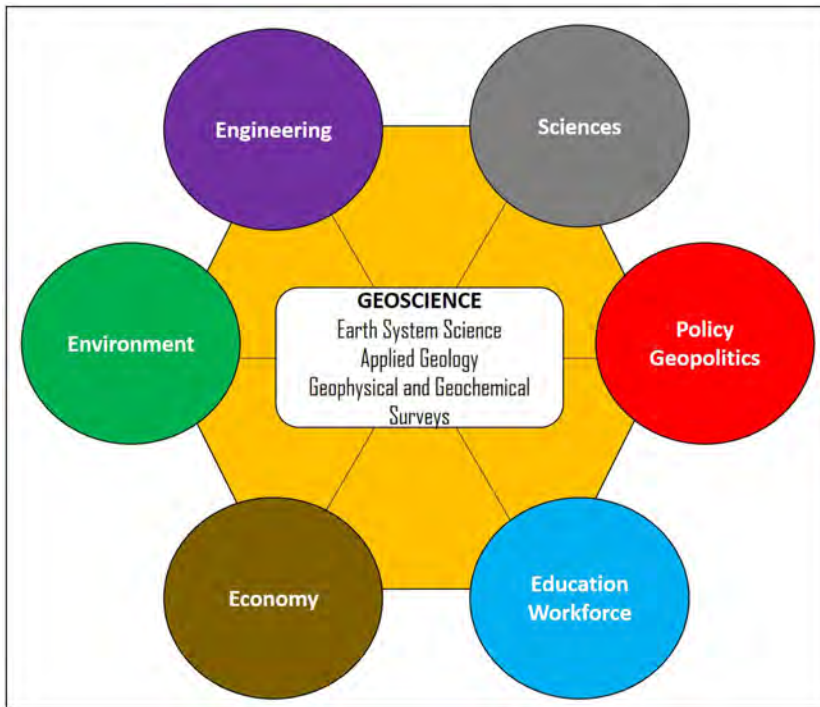 Engineering
Sciences
Environment
GEOSCIENCE
Earth System Science
Applied Geology
Geophysical and Geochemical
Surveys
Policy
Geopolitics
Economy
Education
Workforce